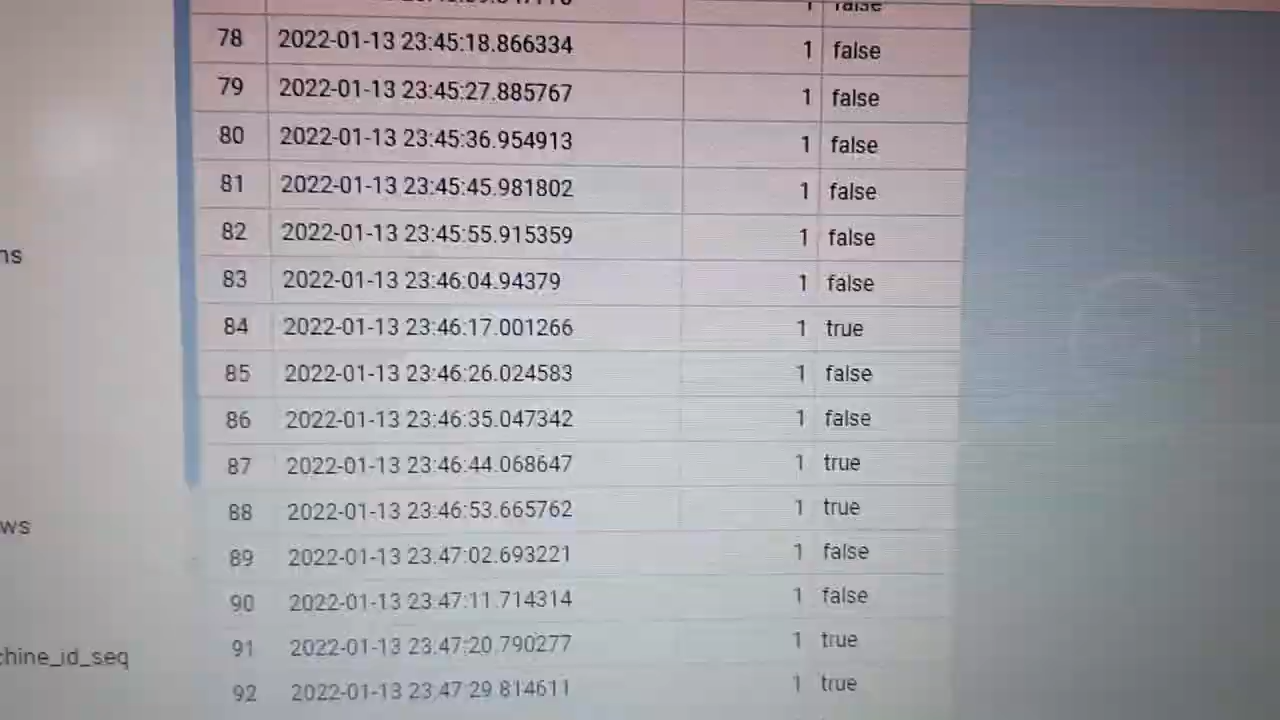 false
78 2022-01-13 23:45:18.866334 1 false
79 2022-01-13 23:45:27.885767 1 false
80 2022-01-13 23:45:36.954913 1 false
81 2022-01-13 23:45:45.981802 1 false
82 2022-01-13 23:45:55.915359 1 false
ns
83 2022-01-13 23:46:04.94379 1 false
84 2022-01-13 23:46:17.001266 1 true
85 2022-01-13 23:46:26.024583 1 false
86 2022-01-13 23:46:35.047342 1 false
87 2022-01-13 23:46:44.068647 1 true
88 2022-01-13 23:46:53.665762 1 true
ws
89 2022-01-13 23:47:02.693221 1 false
90 2022-01-13 23:47:11.714314 1 false
91 2022-01-13 23:47:20.790277 1 true
chine_id_seq
92 2022-01-13 23:47:29.814611 1 true